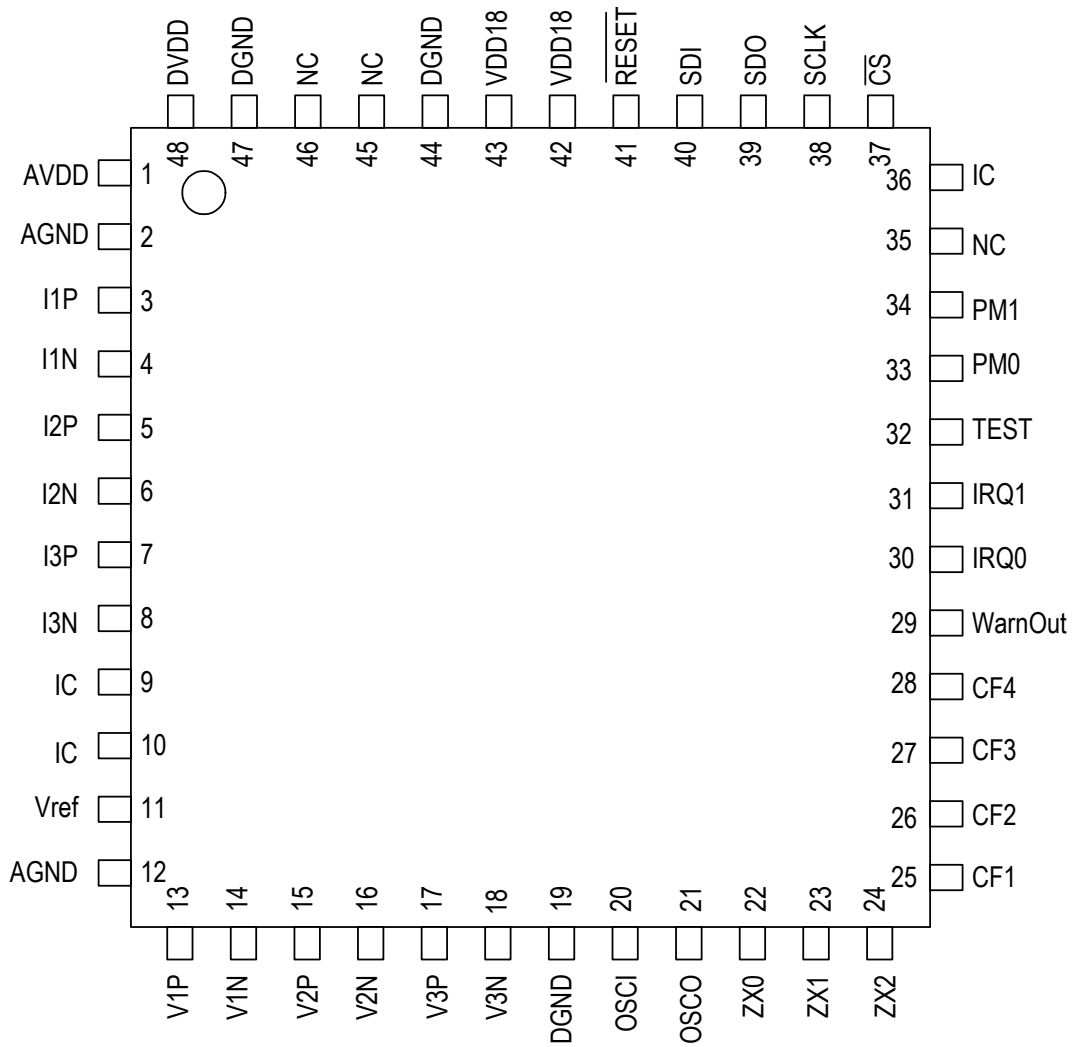 DVDD
DGND
NC
NC
DGND
VDD18
VDD18
RESET
SDI
SDO
SCLK
CS
48
47
46
45
44
43
42
41
40
39
38
37
AVDD 1
AGND 2
I1P 3
I1N 4
I2P 5
I2N 6
I3P 7
I3N 8
IC 9
IC 10
Vref 11
AGND 12
36 IC
35 NC
34 PM1
33 PM0
32 TEST
31 IRQ1
30 IRQ0
29 WarnOut
28 CF4
27 CF3
26 CF2
25 CF1
13
14
15
16
17
18
19
20
21
22
23
24
V1P
V1N
V2P
V2N
V3P
V3N
DGND
OSCI
OSCO
ZX0
ZX1
ZX2